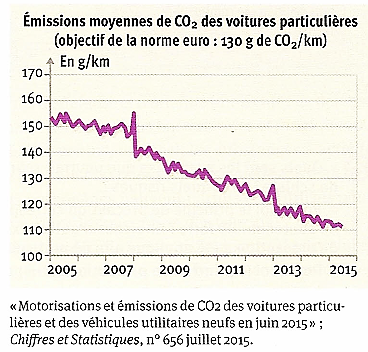 Émissions moyennes de CO2 des voitures particulières
(objectif de la norme euro : 130 g de CO2/km)
En g/km
170
160
150
140
130
120
110
100
2005 2007 2009 2011 2013 2015
« Motorisations et émissions de CO2 des voitures particu-
lières et des véhicules utilitaires neufs en juin 2015 » ;
Chiffres et Statistiques, n° 656 juillet 2015.